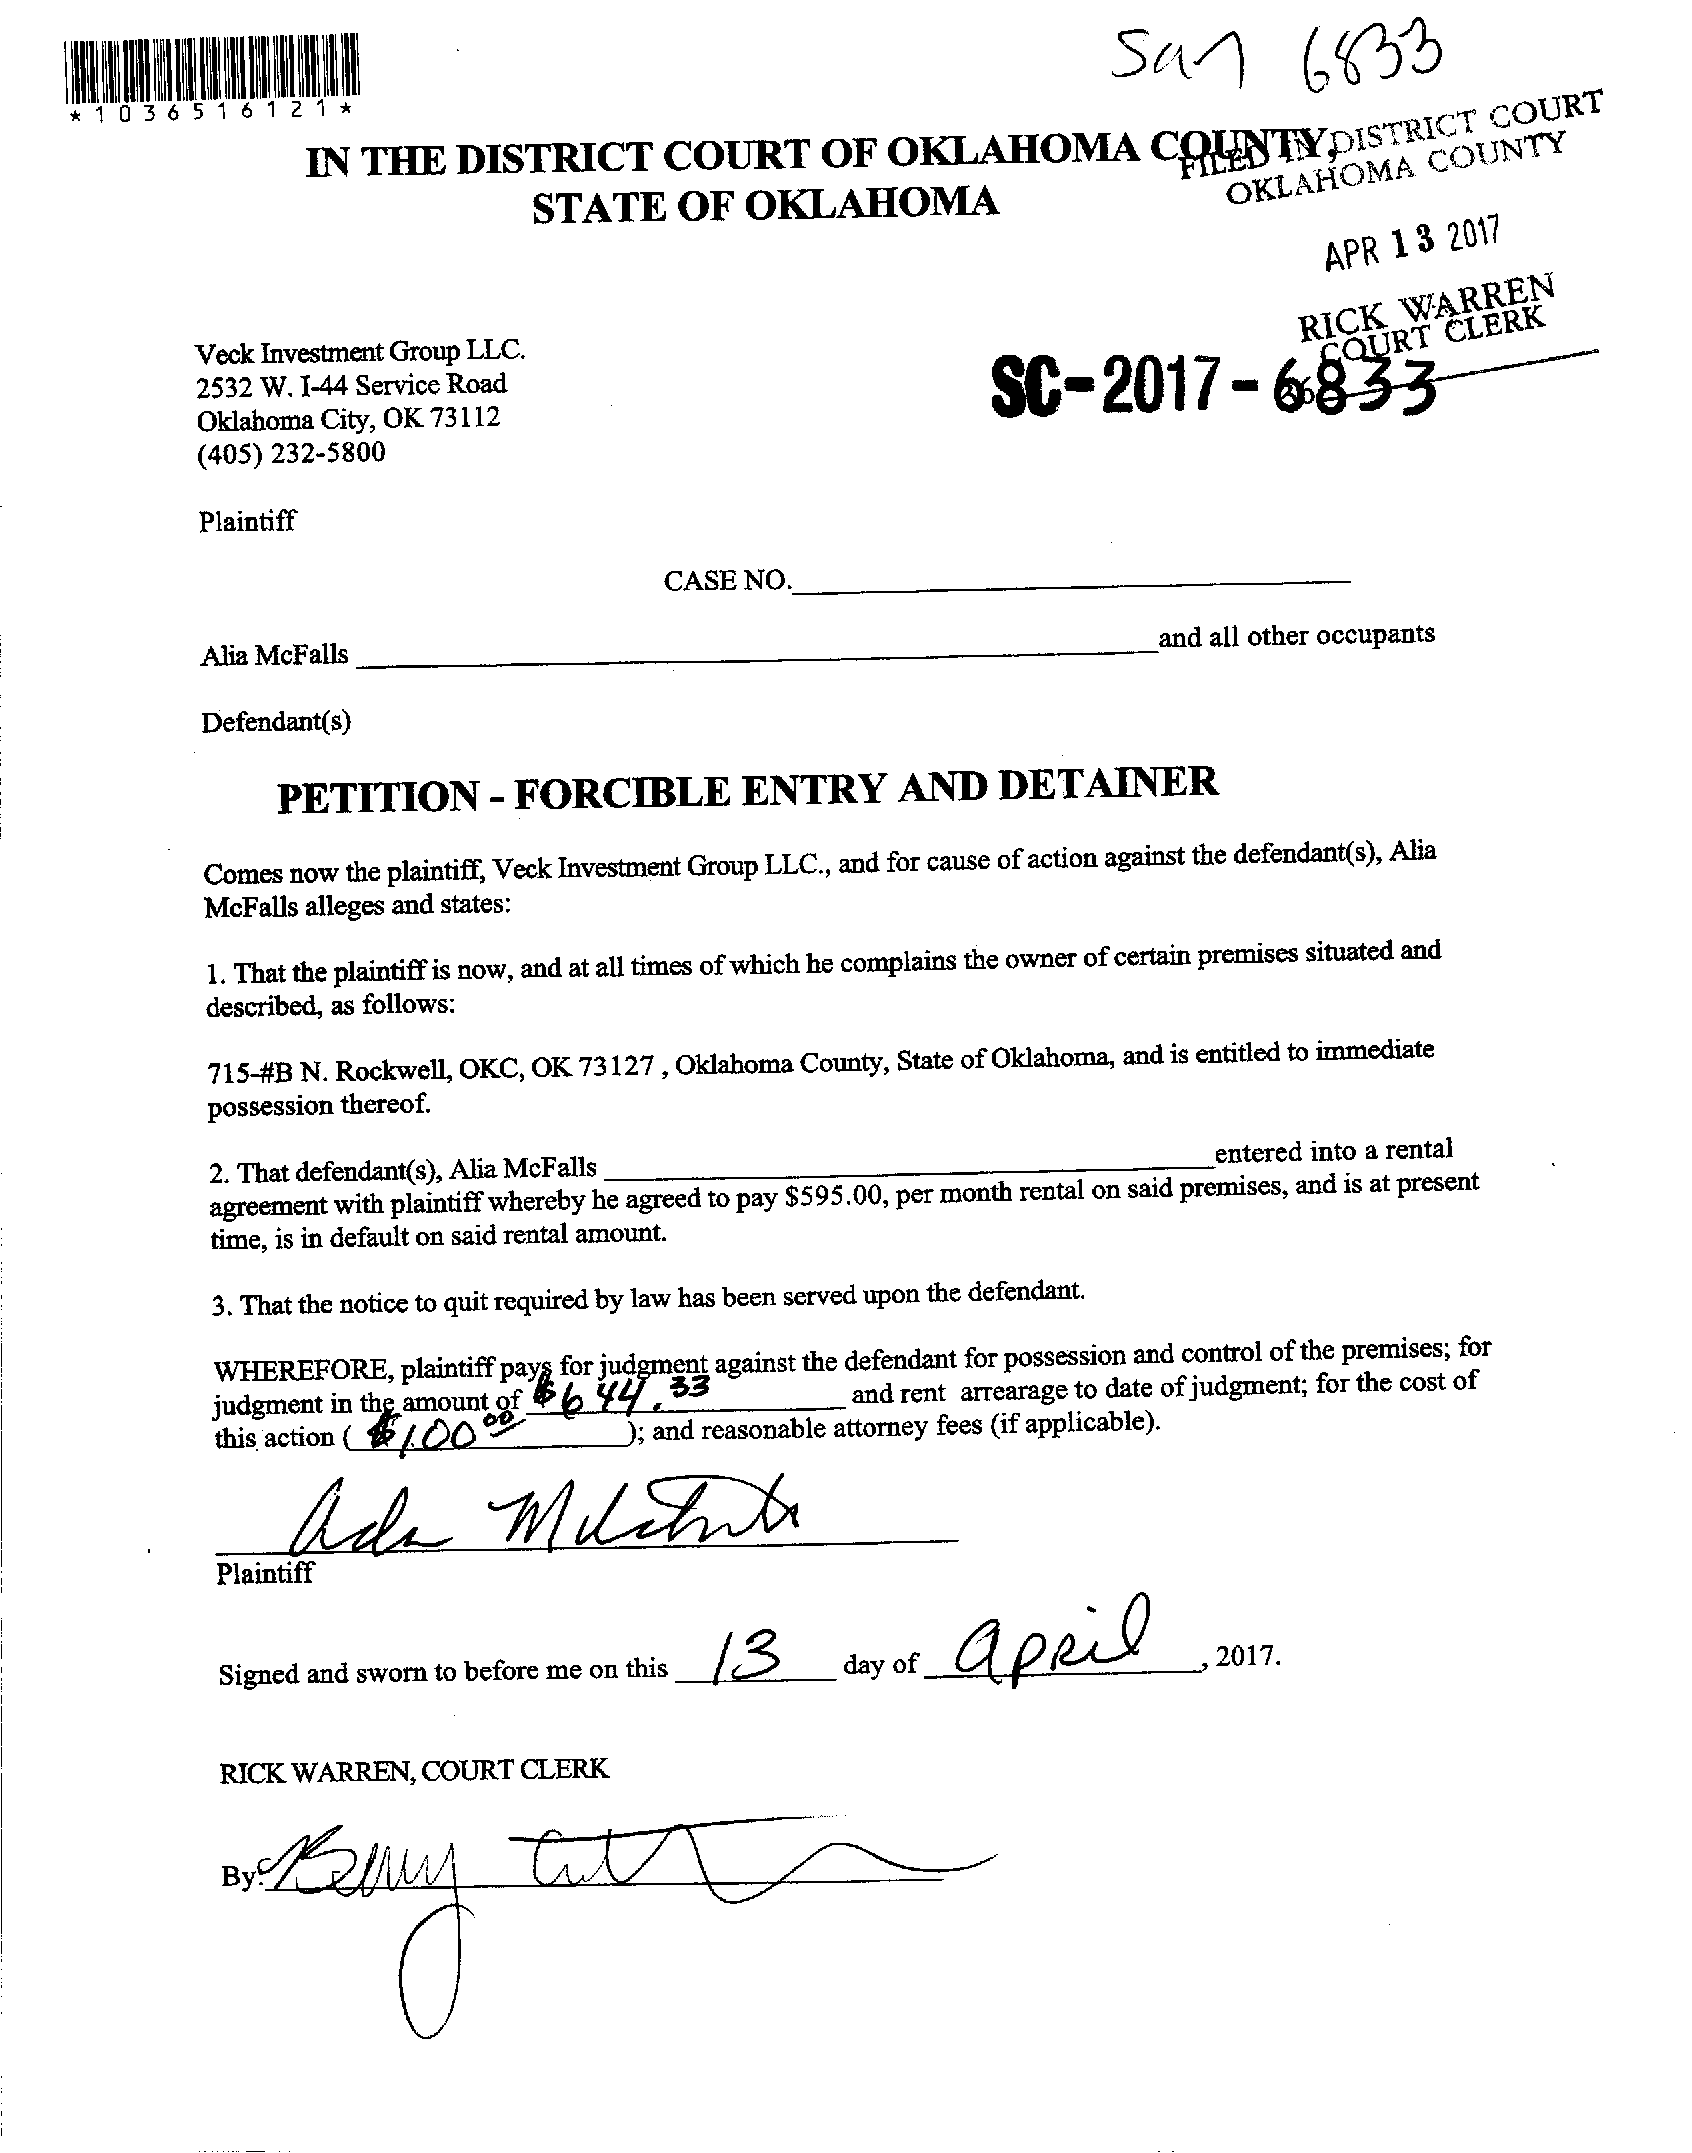 San 6833
*1036516121*
IN THE DISTRICT COURT OF OKLAHOMA COUNTY,
STATE OF OKLAHOMA
FILED IN DISTRICT COURT
OKLAHOMA COUNTY
APR 13 2017
RICK WARREN
COURT CLERK
SC-2017-6833
Veck Investment Group LLC.
2532 W. I-44 Service Road
Oklahoma City, OK 73112
(405) 232-5800
Plaintiff
CASE NO.
Alia McFalls and all other occupants
Defendant(s)
PETITION - FORCIBLE ENTRY AND DETAINER
Comes now the plaintiff, Veck Investment Group LLC., and for cause of action against the defendant(s), Alia
McFalls alleges and states:
1. That the plaintiff is now, and at all times of which he complains the owner of certain premises situated and
described, as follows:
715-#B N. Rockwell, OKC, OK 73127 , Oklahoma County, State of Oklahoma, and is entitled to immediate
possession thereof.
2. That defendant(s), Alia McFalls entered into a rental
agreement with plaintiff whereby he agreed to pay $595.00, per month rental on said premises, and is at present
time, is in default on said rental amount.
3. That the notice to quit required by law has been served upon the defendant.
WHEREFORE, plaintiff pays for judgment against the defendant for possession and control of the premises; for
judgment in the amount of $644.33 and rent arrearage to date of judgment; for the cost of
this action ( $100.00 ); and reasonable attorney fees (if applicable).
Plaintiff
Signed and sworn to before me on this 13 day of April , 2017.
RICK WARREN, COURT CLERK
By: